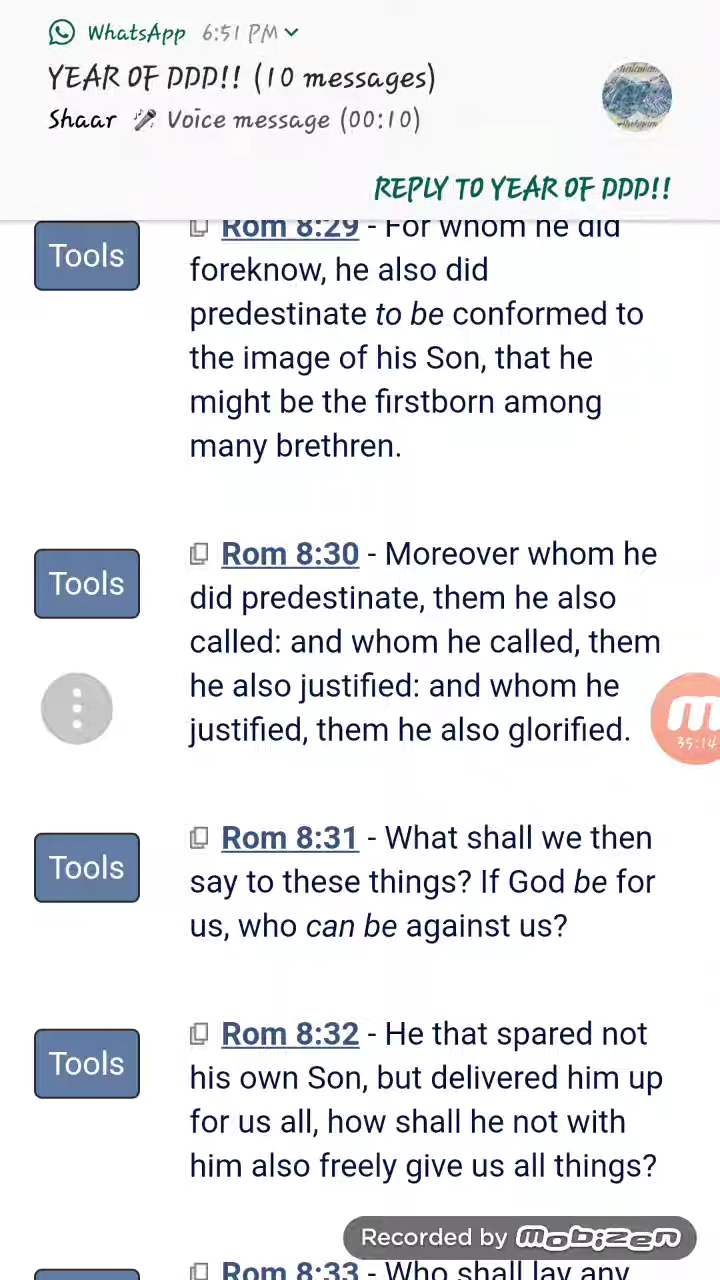 WhatsApp 6:51 PM
YEAR OF DDD!! (10 messages)
Shaar 🎤 Voice message (00:10)
REPLY TO YEAR OF DDD!!
Tools
Rom 8:29 - For whom he did
foreknow, he also did
predestinate to be conformed to
the image of his Son, that he
might be the firstborn among
many brethren.
Tools
Rom 8:30 - Moreover whom he
did predestinate, them he also
called: and whom he called, them
he also justified: and whom he
justified, them he also glorified.
35:14
Tools
Rom 8:31 - What shall we then
say to these things? If God be for
us, who can be against us?
Tools
Rom 8:32 - He that spared not
his own Son, but delivered him up
for us all, how shall he not with
him also freely give us all things?
Recorded by mobizen
Rom 8:33 - Who shall lay any